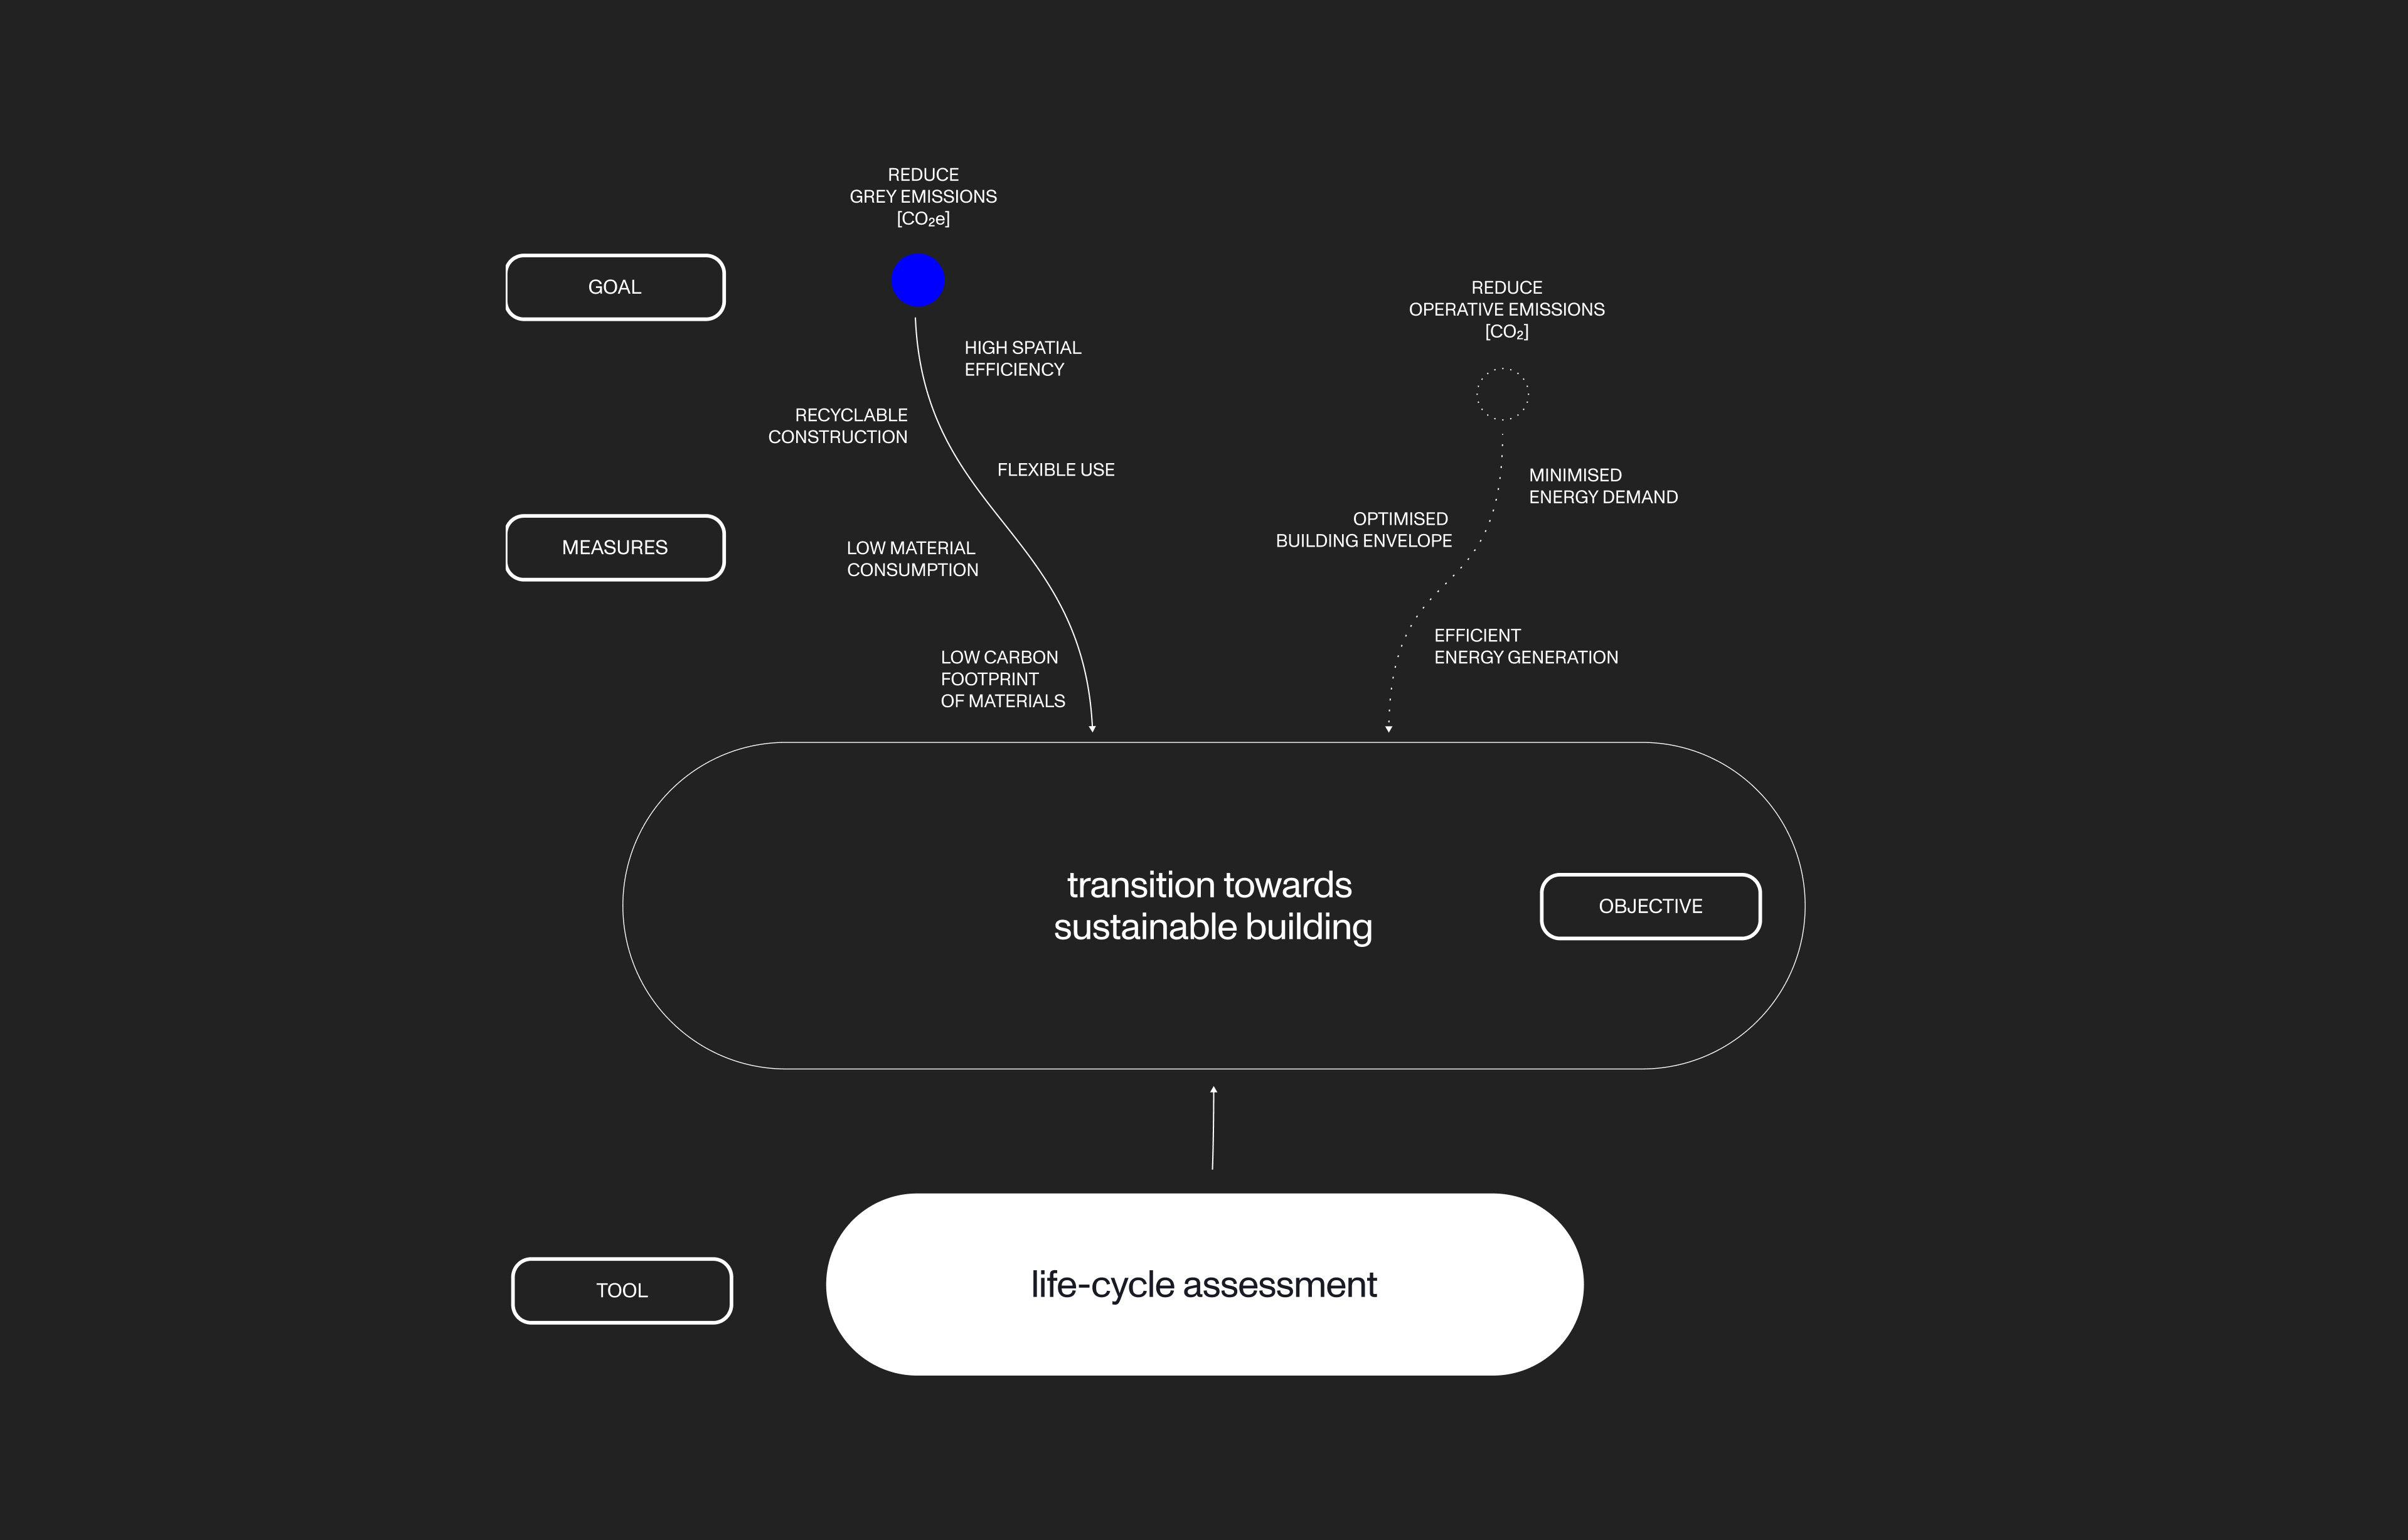 REDUCE
GREY EMISSIONS
[CO₂e]
GOAL
REDUCE
OPERATIVE EMISSIONS
[CO₂]
HIGH SPATIAL
EFFICIENCY
RECYCLABLE
CONSTRUCTION
FLEXIBLE USE
MINIMISED
ENERGY DEMAND
OPTIMISED
BUILDING ENVELOPE
MEASURES
LOW MATERIAL
CONSUMPTION
EFFICIENT
ENERGY GENERATION
LOW CARBON
FOOTPRINT
OF MATERIALS
transition towards
sustainable building
OBJECTIVE
TOOL
life-cycle assessment